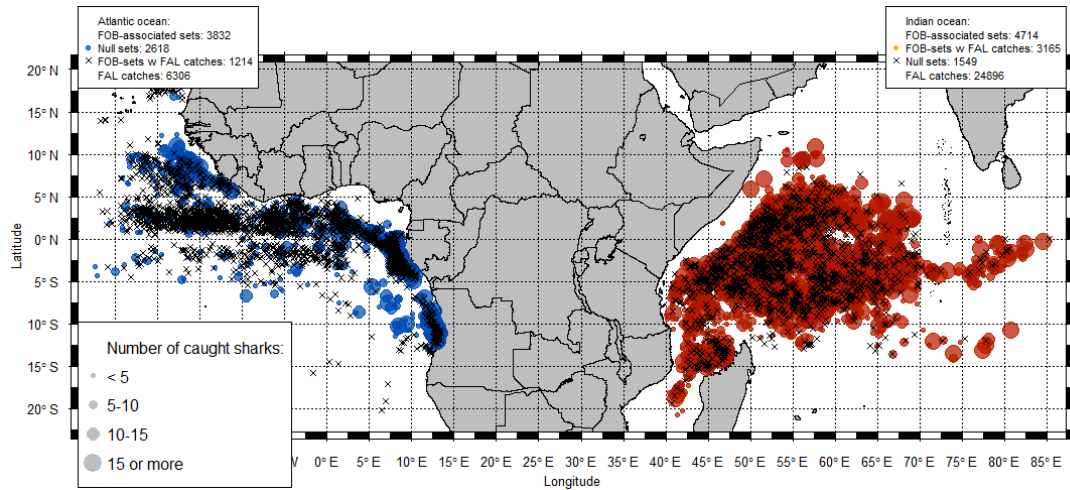 Atlantic ocean:
FOB-associated sets: 3832
Null sets: 2618
FOB-sets w FAL catches: 1214
FAL catches: 6306
Indian ocean:
FOB-associated sets: 4714
FOB-sets w FAL catches: 3165
Null sets: 1549
FAL catches: 24896
20° N
15° N
10° N
5° N
0° N
5° S
10° S
15° S
20° S
Latitude
Number of caught sharks:
< 5
5-10
10-15
15 or more
W 0° E 5° E 10° E 15° E 20° E 25° E 30° E 35° E 40° E 45° E 50° E 55° E 60° E 65° E 70° E 75° E 80° E 85° E
Longitude